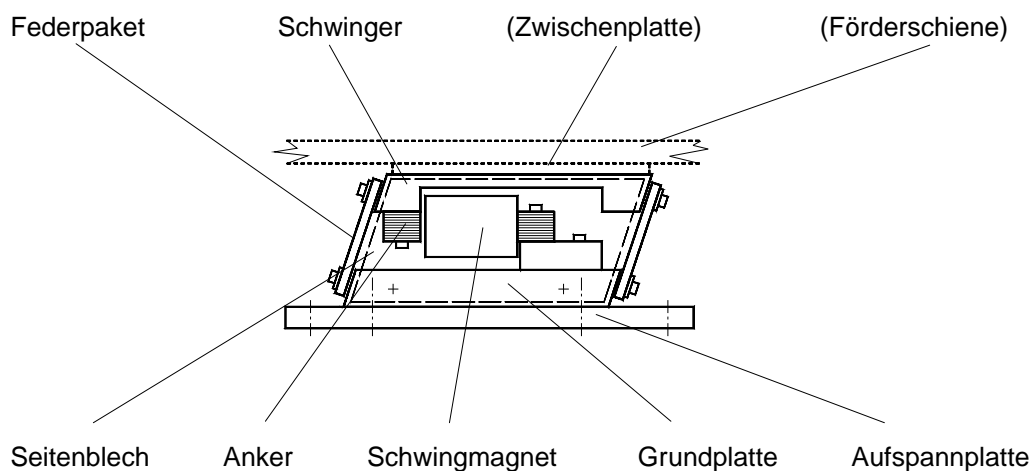 Federpaket Schwinger (Zwischenplatte) (Förderschiene)
Seitenblech Anker Schwingmagnet Grundplatte Aufspannplatte